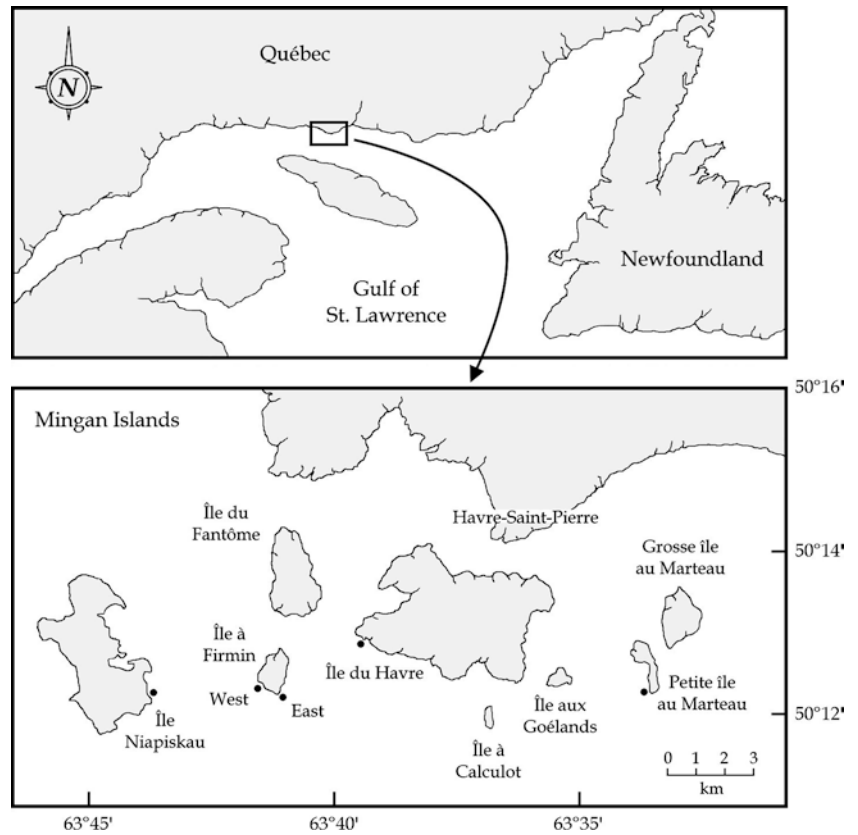 Québec
N
Newfoundland
Gulf of
St. Lawrence
50°16'
Mingan Islands
Havre-Saint-Pierre
Île du
Fantôme
50°14'
Grosse île
au Marteau
Île à
Firmin
Île du Havre
West
East
Île
Niapiskau
Île aux
Goélands
Petite île
au Marteau
50°12'
Île à
Calculot
0 1 2 3
km
63°45'
63°40'
63°35'